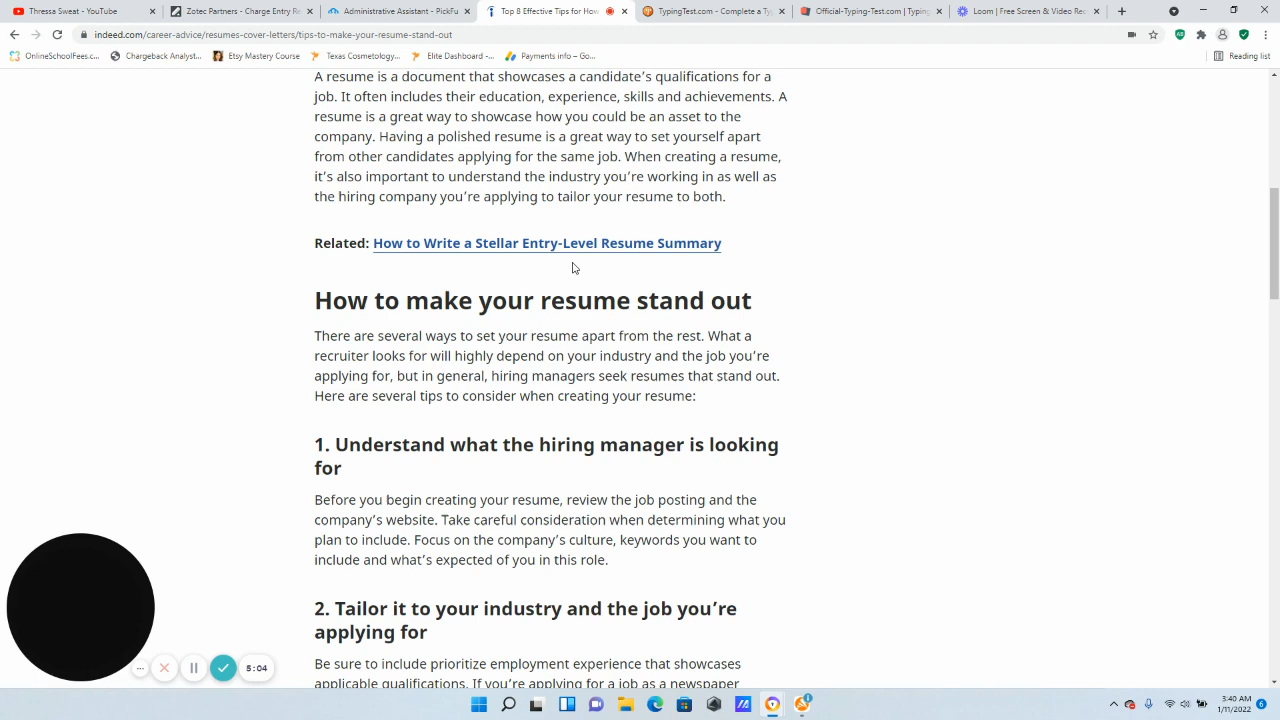 Thressa Sweat - YouTube
Zotec Partners - Charge Entry Re
Administrative Assistant - PickJo
Top 8 Effective Tips for How
TypingTest.com - Complete a Ty
Official-Typing-Test.com | Typing
Loom | Free Screen & Video Rec
indeed.com/career-advice/resumes-cover-letters/tips-to-make-your-resume-stand-out
OnlineSchoolFees.c...
Chargeback Analyst...
Etsy Mastery Course
Texas Cosmetology...
Elite Dashboard -...
Payments info – Go...
Reading list
A resume is a document that showcases a candidate’s qualifications for a
job. It often includes their education, experience, skills and achievements. A
resume is a great way to showcase how you could be an asset to the
company. Having a polished resume is a great way to set yourself apart
from other candidates applying for the same job. When creating a resume,
it’s also important to understand the industry you’re working in as well as
the hiring company you’re applying to tailor your resume to both.
Related: How to Write a Stellar Entry-Level Resume Summary
How to make your resume stand out
There are several ways to set your resume apart from the rest. What a
recruiter looks for will highly depend on your industry and the job you’re
applying for, but in general, hiring managers seek resumes that stand out.
Here are several tips to consider when creating your resume:
1. Understand what the hiring manager is looking
for
Before you begin creating your resume, review the job posting and the
company’s website. Take careful consideration when determining what you
plan to include. Focus on the company’s culture, keywords you want to
include and what’s expected of you in this role.
2. Tailor it to your industry and the job you’re
applying for
Be sure to include prioritize employment experience that showcases
applicable qualifications. If you’re applying for a job as a newspaper
5:04
3:40 AM
1/11/2022
6